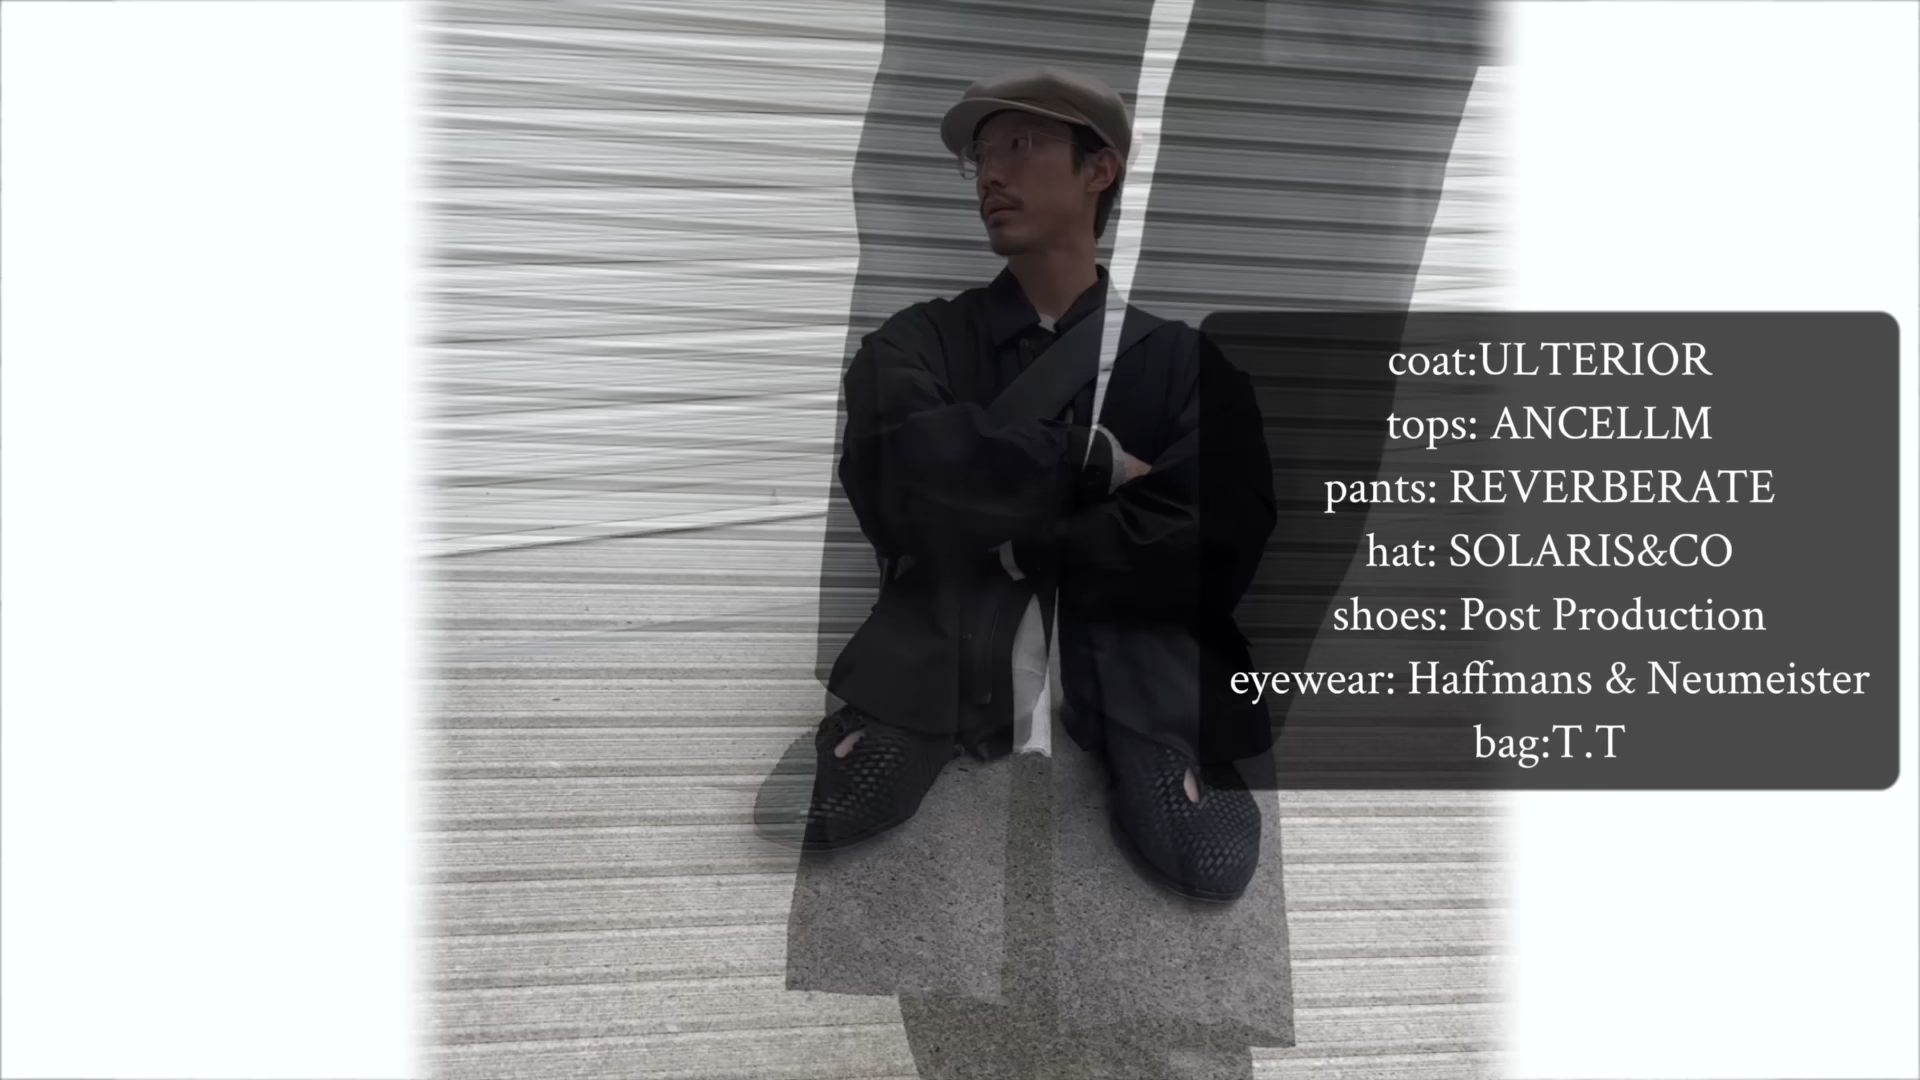 coat:ULTERIOR
tops: ANCELLM
pants: REVERBERATE
hat: SOLARIS&CO
shoes: Post Production
eyewear: Haffmans & Neumeister
bag:T.T